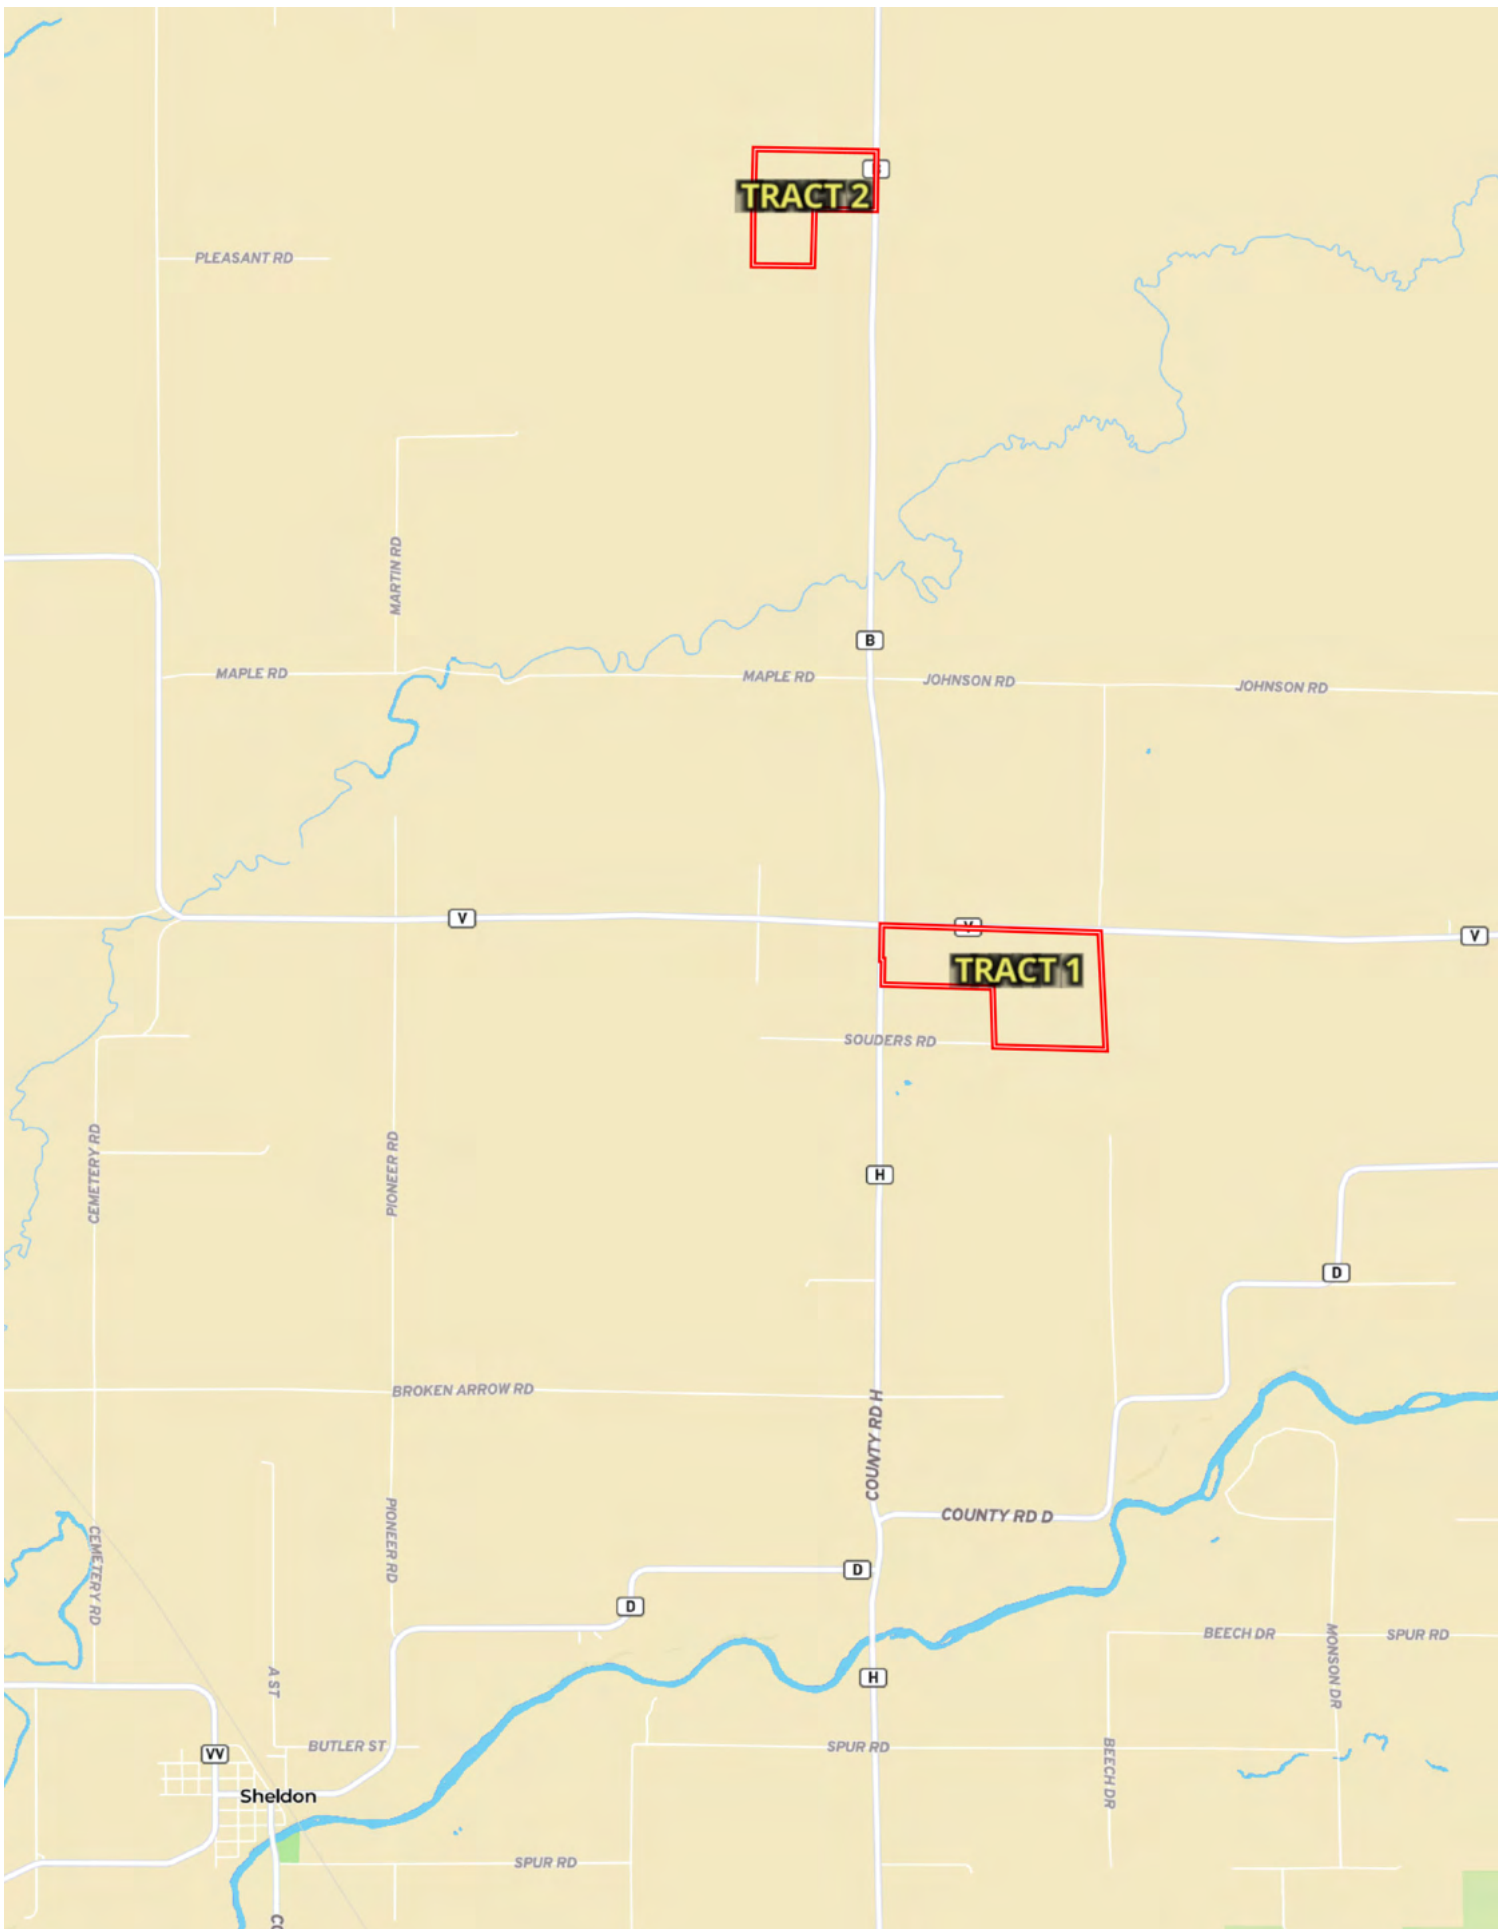 TRACT 2
PLEASANT RD
MARTIN RD
B
MAPLE RD
MAPLE RD
JOHNSON RD
JOHNSON RD
V
V
V
TRACT 1
SOUDERS RD
CEMETERY RD
PIONEER RD
H
D
BROKEN ARROW RD
COUNTY RD H
COUNTY RD D
CEMETERY RD
PIONEER RD
D
D
BEECH DR
SPUR RD
MONSON DR
A ST
H
BUTLER ST
SPUR RD
VV
BEECH DR
Sheldon
SPUR RD